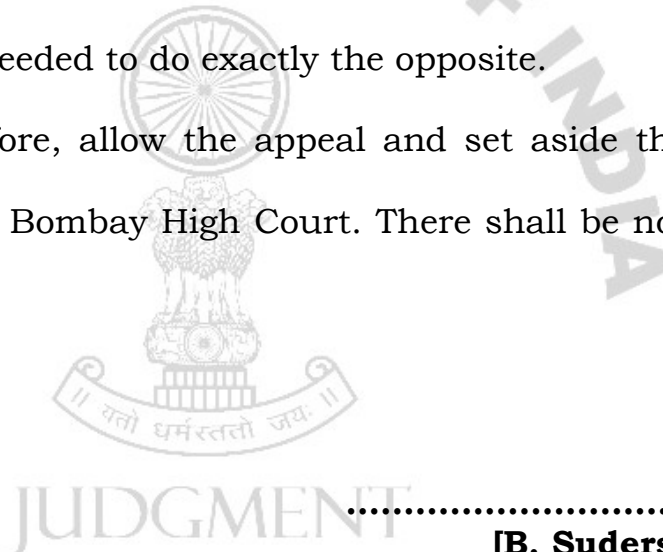 eeded to do exactly the opposite.
fore, allow the appeal and set aside th
Bombay High Court. There shall be no
INDIA
॥ यतो धर्मस्ततो जयः ॥
JUDGMENT
[B. Suders